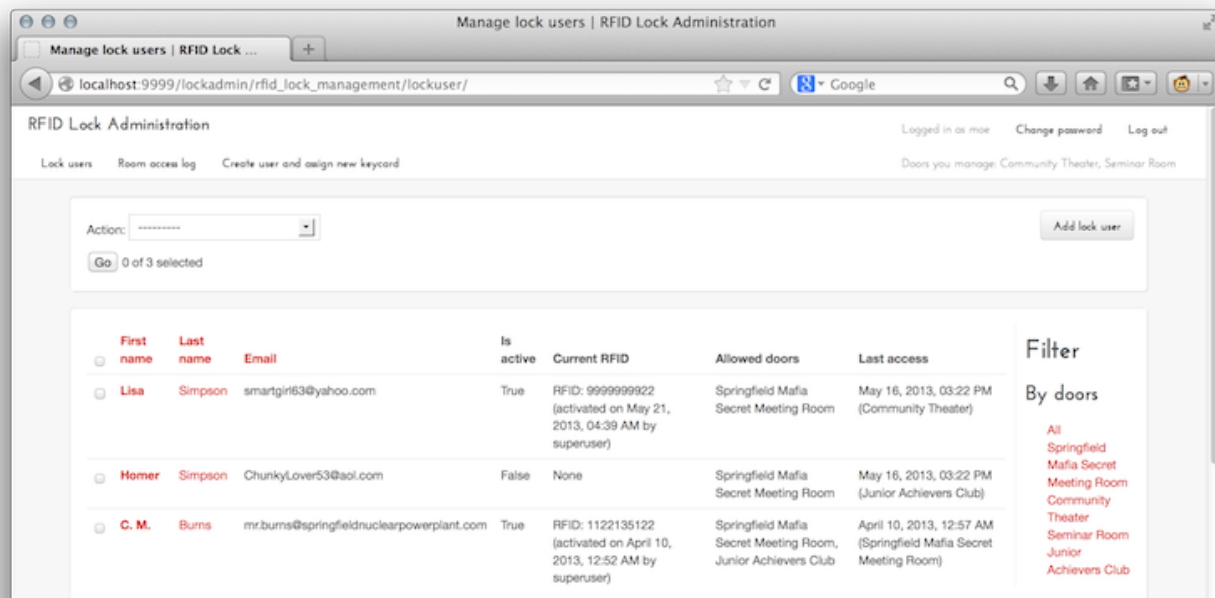 Manage lock users | RFID Lock Administration
Manage lock users | RFID Lock ...
localhost:9999/lockadmin/rfid_lock_management/lockuser/
Google
RFID Lock Administration
Logged in as moe Change password Log out
Lock users Room access log Create user and assign new keycard
Doors you manage: Community Theater, Seminar Room
Action: ---------
Add lock user
Go 0 of 3 selected
First name Last name Email Is active Current RFID Allowed doors Last access
Lisa Simpson smartgirl63@yahoo.com True RFID: 9999999922 Springfield Mafia May 16, 2013, 03:22 PM
(activated on May 21, Secret Meeting Room (Community Theater)
2013, 04:39 AM by
superuser)
Homer Simpson ChunkyLover53@aol.com False None Springfield Mafia May 16, 2013, 03:22 PM
Secret Meeting Room (Junior Achievers Club)
C. M. Burns mr.burns@springfieldnuclearpowerplant.com True RFID: 1122135122 Springfield Mafia April 10, 2013, 12:57 AM
(activated on April 10, Secret Meeting Room, (Springfield Mafia Secret
2013, 12:52 AM by Junior Achievers Club Meeting Room)
superuser)
Filter
By doors
All
Springfield
Mafia Secret
Meeting Room
Community
Theater
Seminar Room
Junior
Achievers Club